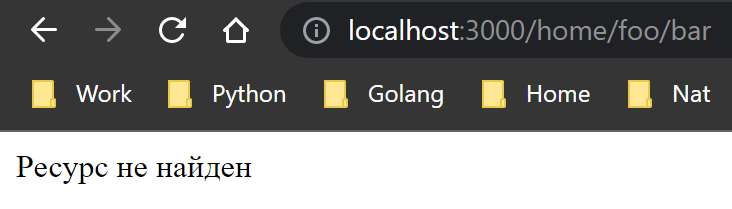 localhost:3000/home/foo/bar
Work Python Golang Home Nat
Ресурс не найден